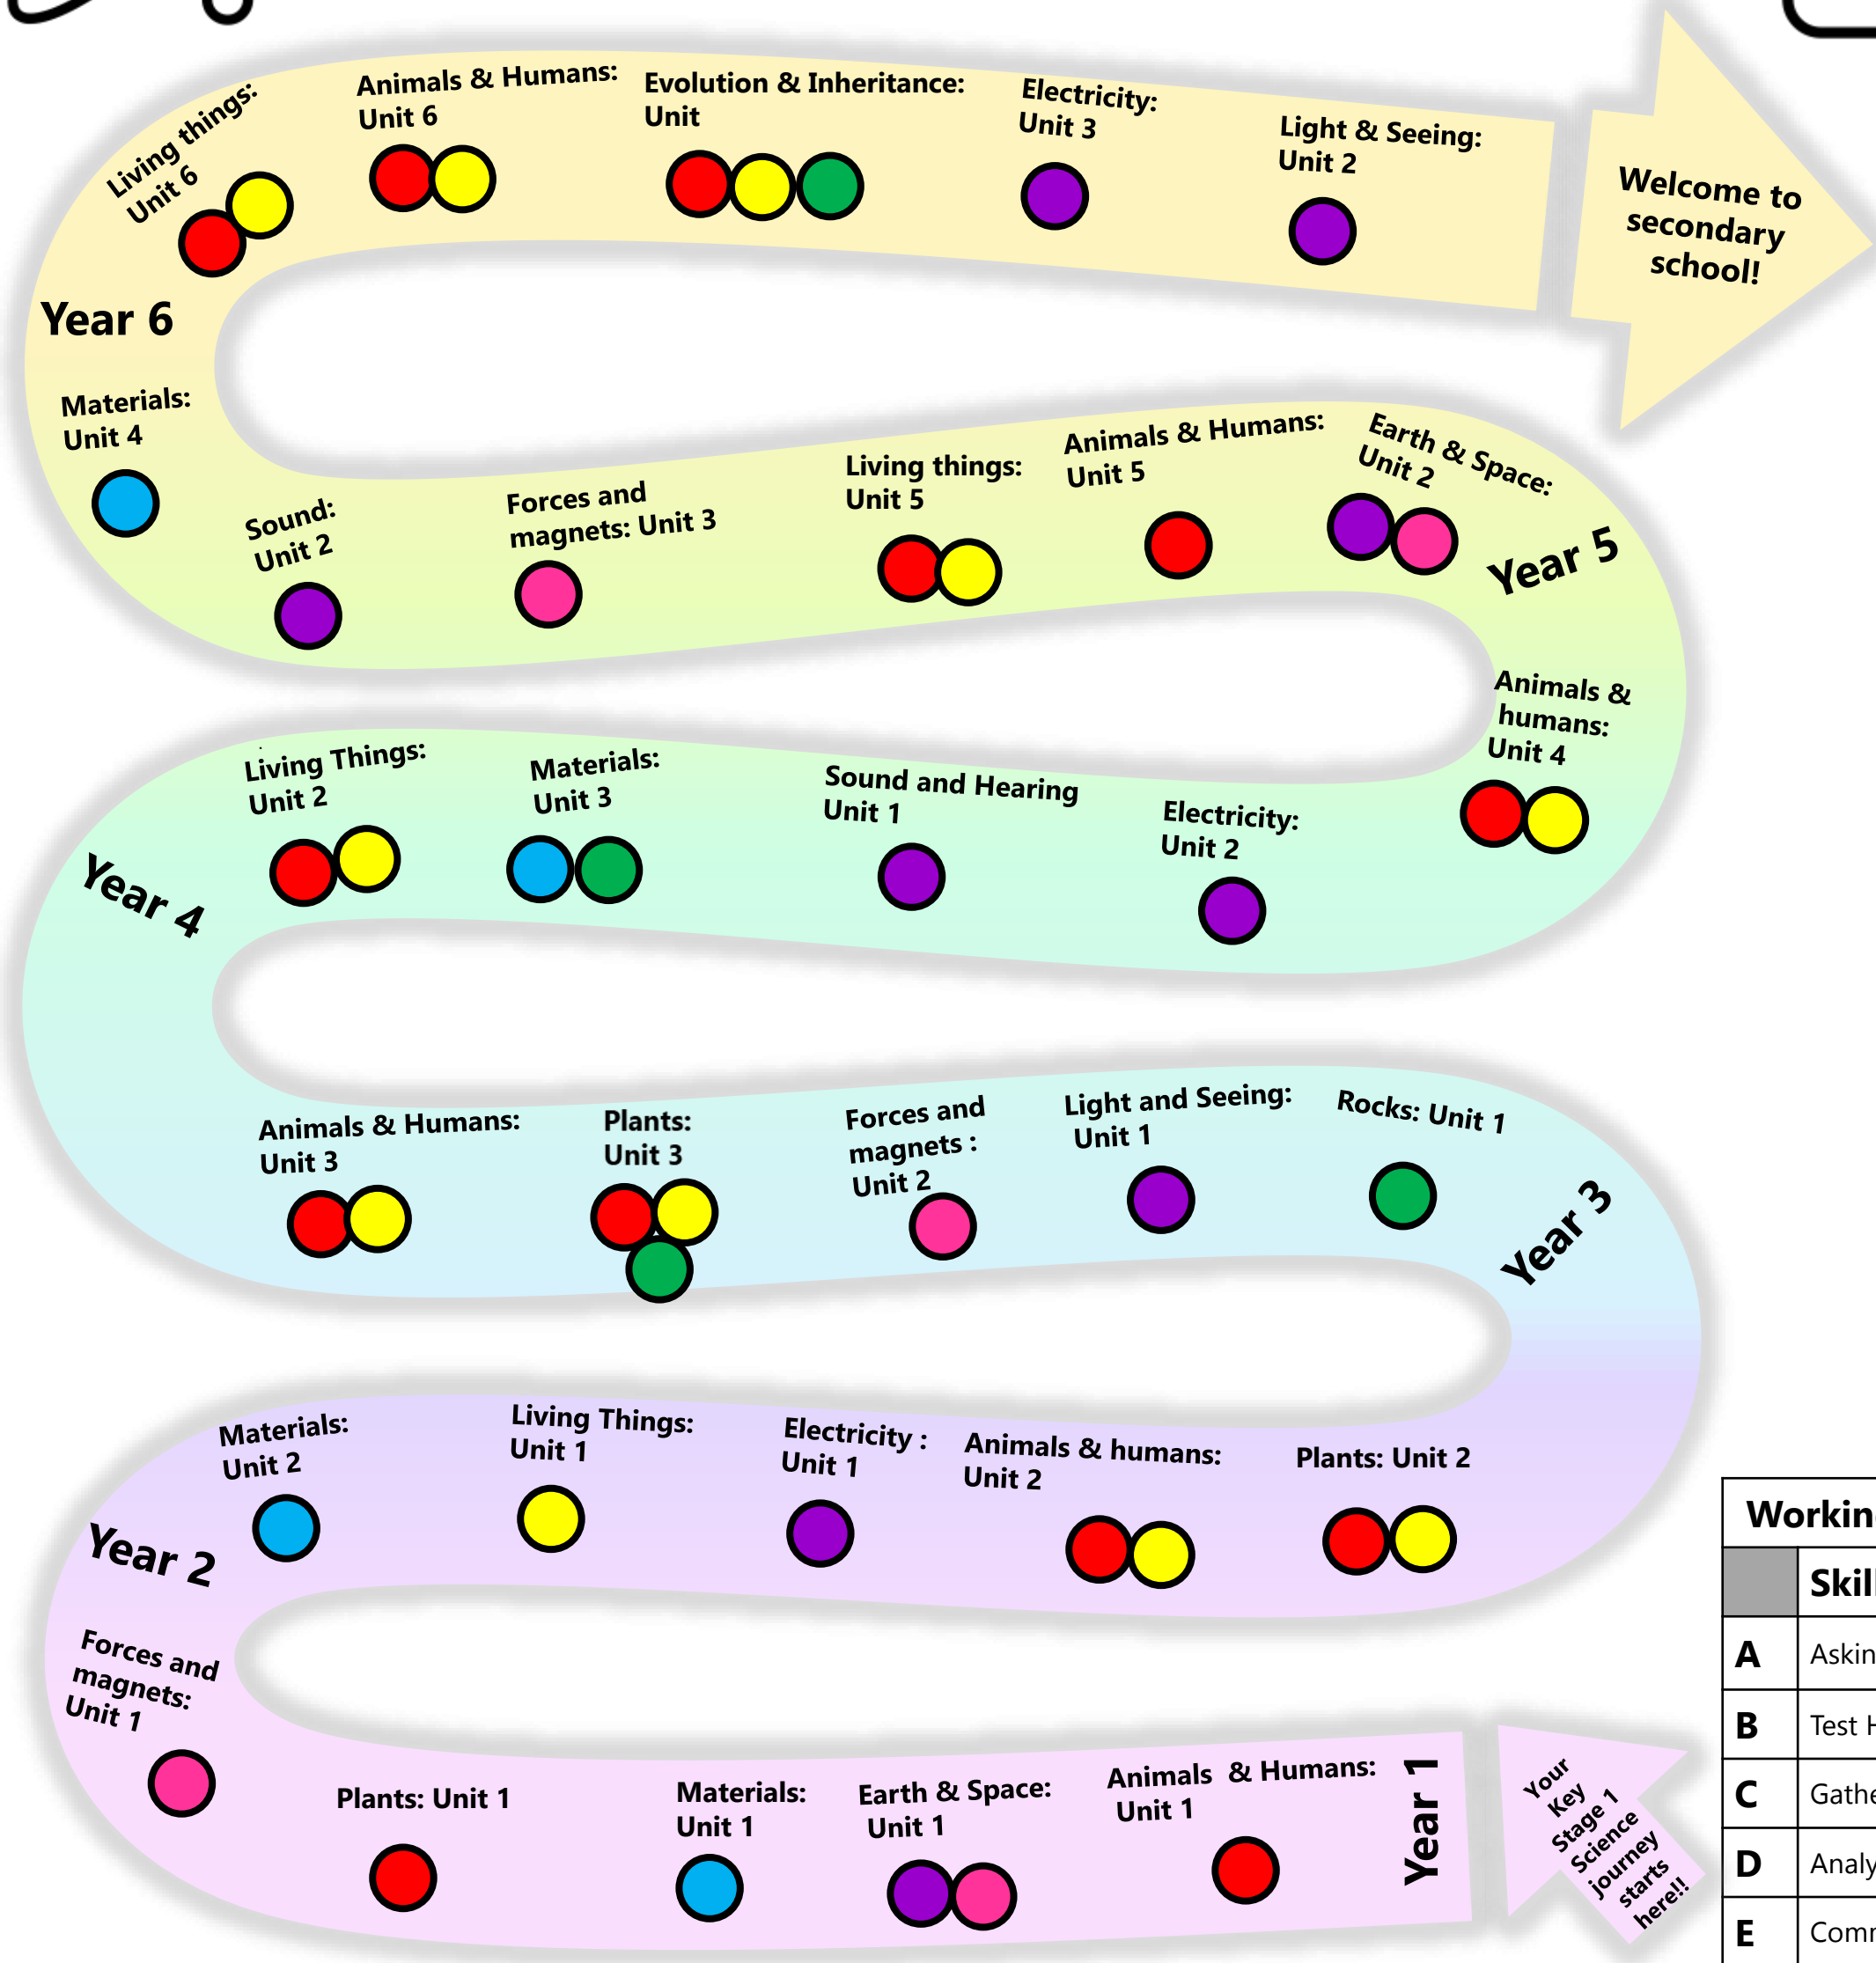 Living things:
Unit 6
Animals & Humans:
Unit 6
Evolution & Inheritance:
Unit
Electricity:
Unit 3
Light & Seeing:
Unit 2
Welcome to
secondary
school!
Year 6
Materials:
Unit 4
Sound:
Unit 2
Forces and
magnets: Unit 3
Living things:
Unit 5
Animals & Humans:
Unit 5
Earth & Space:
Unit 2
Year 5
Animals &
humans:
Unit 4
Living Things:
Unit 2
Materials:
Unit 3
Sound and Hearing
Unit 1
Electricity:
Unit 2
Year 4
Animals & Humans:
Unit 3
Plants:
Unit 3
Forces and
magnets :
Unit 2
Light and Seeing:
Unit 1
Rocks: Unit 1
Year 3
Materials:
Unit 2
Living Things:
Unit 1
Electricity :
Unit 1
Animals & humans:
Unit 2
Plants: Unit 2
Year 2
Forces and
magnets:
Unit 1
Plants: Unit 1
Materials:
Unit 1
Earth & Space:
Unit 1
Animals & Humans:
Unit 1
Year 1
Your
Key
Stage 1
Science
journey
starts
here!!
A
B Test
C
D
E